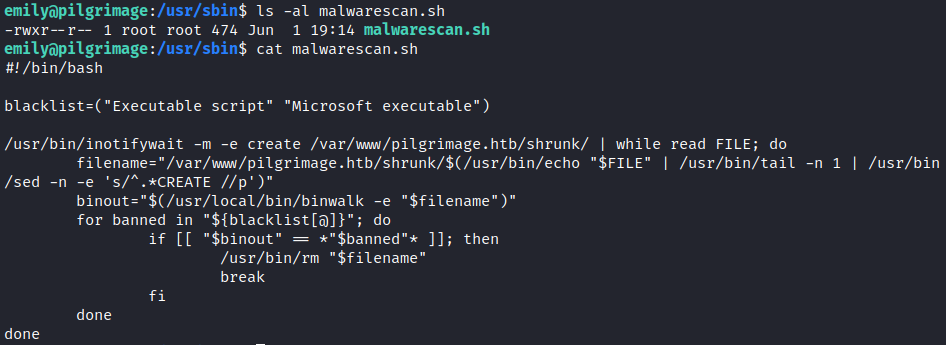 emily@pilgrimage:/usr/sbin$ ls -al malwarescan.sh
-rwxr--r-- 1 root root 474 Jun  1 19:14 malwarescan.sh
emily@pilgrimage:/usr/sbin$ cat malwarescan.sh
#!/bin/bash

blacklist=("Executable script" "Microsoft executable")

/usr/bin/inotifywait -m -e create /var/www/pilgrimage.htb/shrunk/ | while read FILE; do
        filename="/var/www/pilgrimage.htb/shrunk/$(/usr/bin/echo "$FILE" | /usr/bin/tail -n 1 | /usr/bin
/sed -n -e 's/^.*CREATE //p')"
        binout="$(/usr/local/bin/binwalk -e "$filename")"
        for banned in "${blacklist[@]}"; do
                if [[ "$binout" == *"$banned"* ]]; then
                        /usr/bin/rm "$filename"
                        break
                fi
        done
done